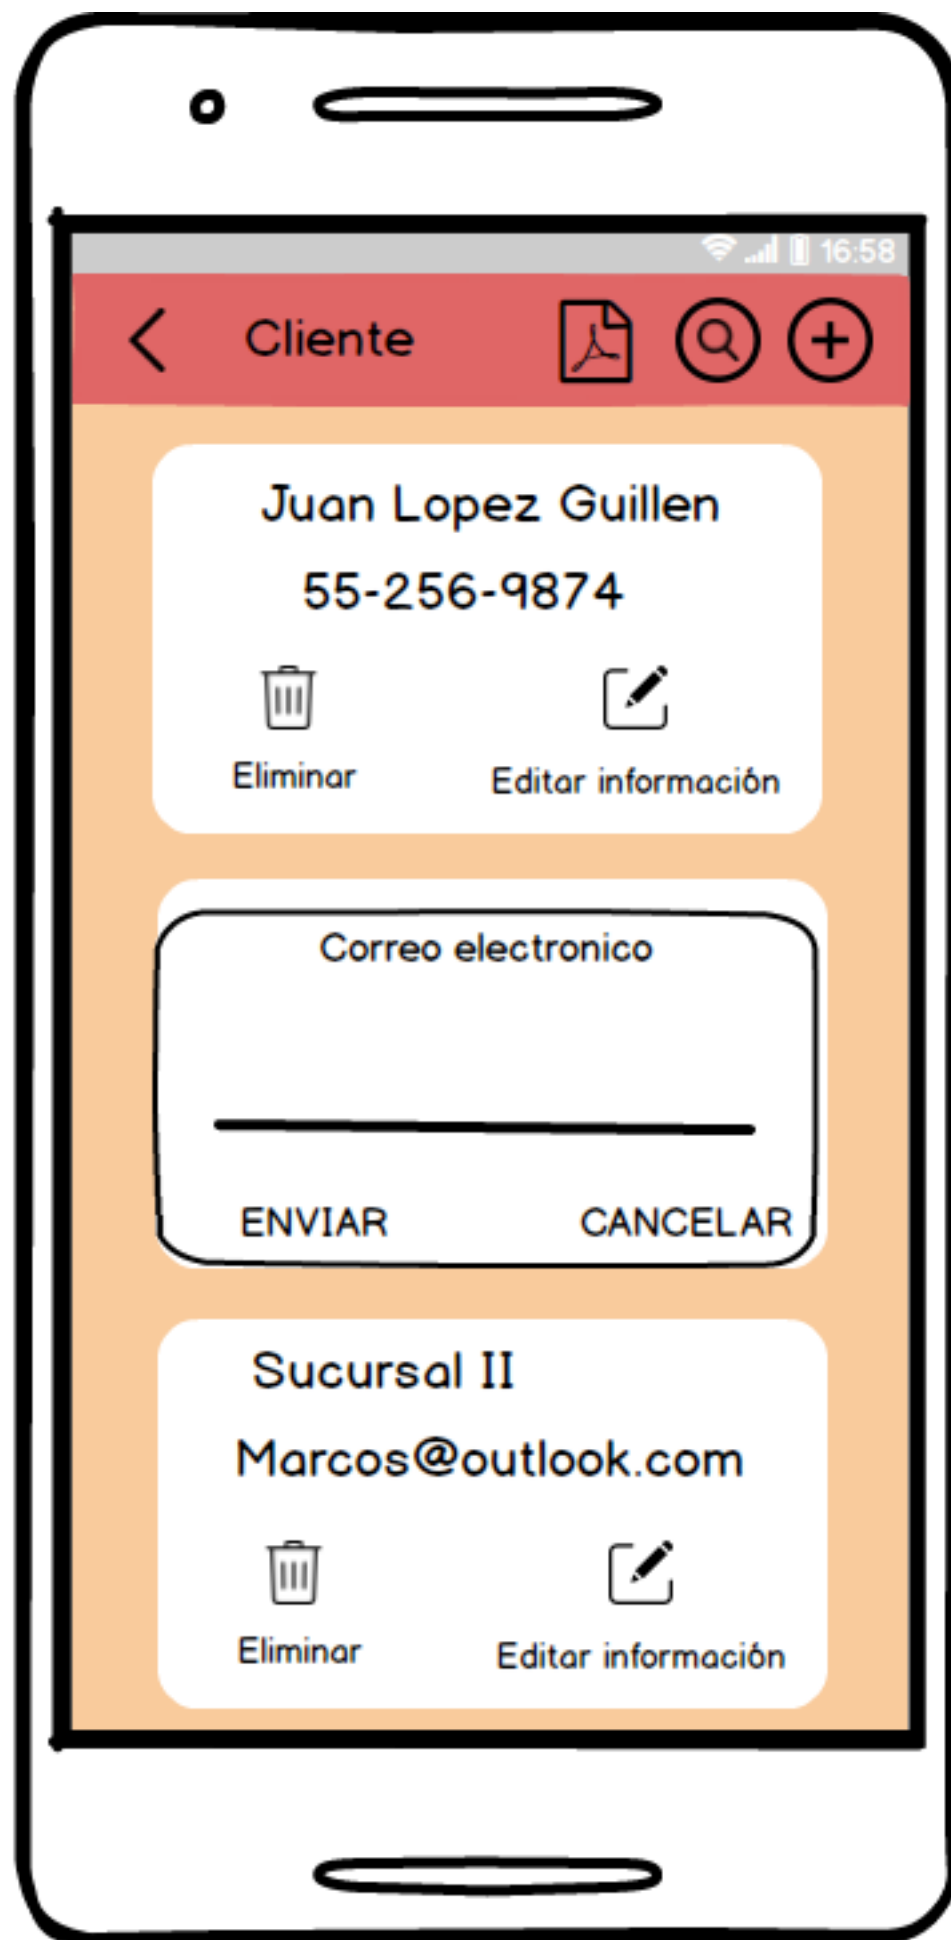 16:58
Cliente
Juan Lopez Guillen
55-256-9874
Eliminar Editar información
Correo electronico
ENVIAR CANCELAR
Sucursal II
Marcos@outlook.com
Eliminar Editar información